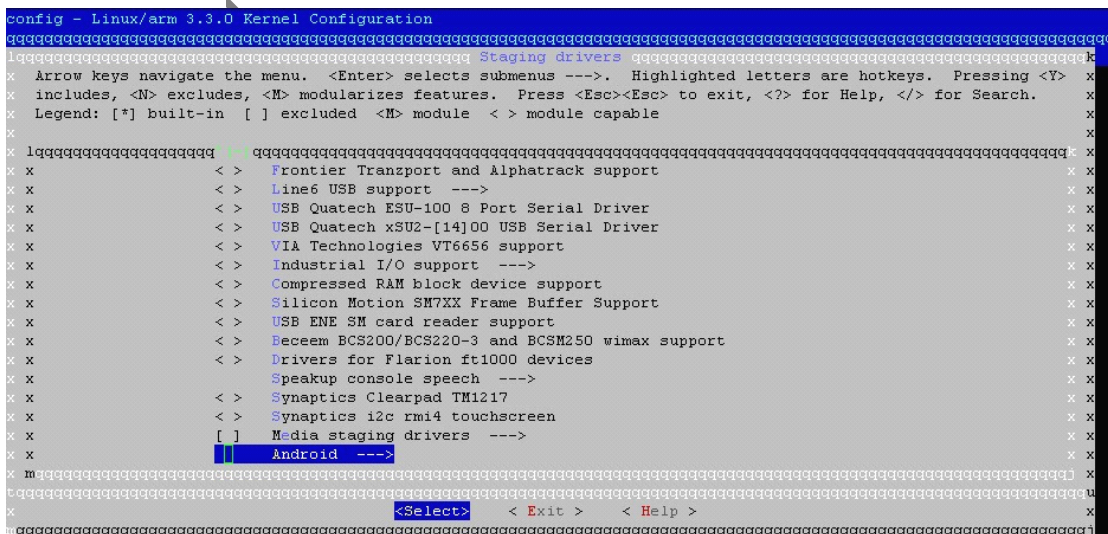 config - Linux/arm 3.3.0 Kernel Configuration
Staging drivers
Arrow keys navigate the menu. <Enter> selects submenus --->. Highlighted letters are hotkeys. Pressing <Y>
includes, <N> excludes, <M> modularizes features. Press <Esc><Esc> to exit, <?> for Help, </> for Search.
Legend: [*] built-in [ ] excluded <M> module < > module capable
< > Frontier Tranzport and Alphatrack support
< > Line6 USB support --->
< > USB Quatech ESU-100 8 Port Serial Driver
< > USB Quatech xSU2-[14]00 USB Serial Driver
< > VIA Technologies VT6656 support
< > Industrial I/O support --->
< > Compressed RAM block device support
< > Silicon Motion SM7XX Frame Buffer Support
< > USB ENE SM card reader support
< > Beceem BCS200/BCS220-3 and BCSM250 wimax support
< > Drivers for Flarion ft1000 devices
Speakup console speech --->
< > Synaptics Clearpad TM1217
< > Synaptics i2c rmi4 touchscreen
[ ] Media staging drivers --->
Android --->
<Select> < Exit > < Help >